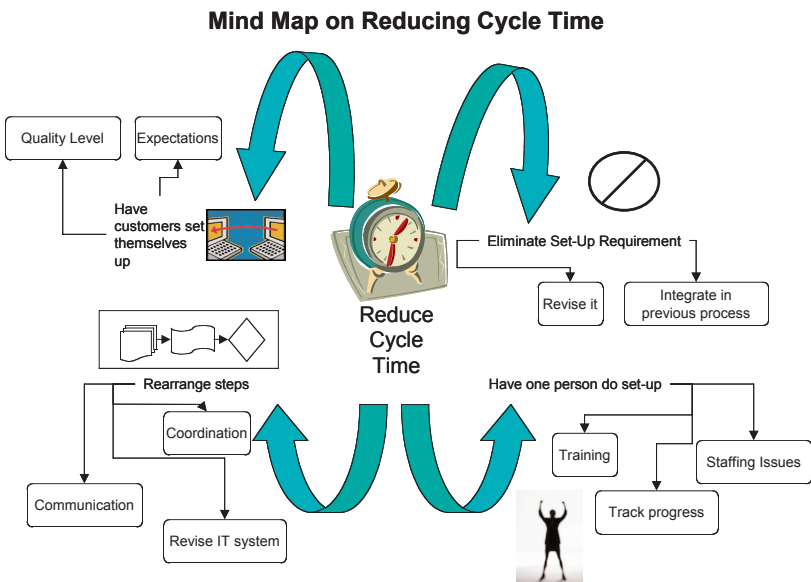 Mind Map on Reducing Cycle Time
Quality Level
Expectations
Have
customers set
themselves
up
Eliminate Set-Up Requirement
Revise it
Integrate in
previous process
Reduce
Cycle
Time
Rearrange steps
Coordination
Communication
Revise IT system
Have one person do set-up
Training
Staffing Issues
Track progress